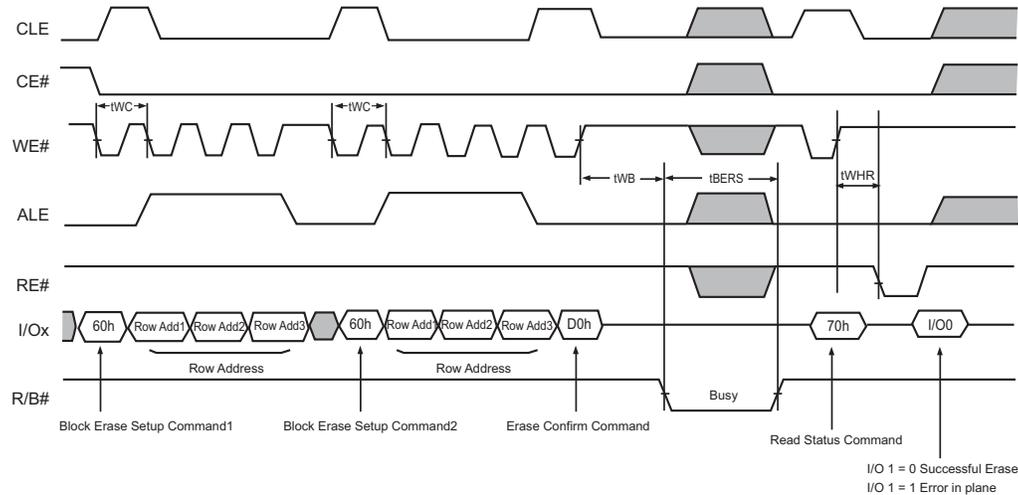 CLE
CE#
tWC
tWC
WE#
tWB
tBERS
tWHR
ALE
RE#
I/Ox
60h
Row Add1
Row Add2
Row Add3
60h
Row Add1
Row Add2
Row Add3
D0h
70h
I/O0
Row Address
Row Address
R/B#
Busy
Block Erase Setup Command1
Block Erase Setup Command2
Erase Confirm Command
Read Status Command
I/O 1 = 0 Successful Erase
I/O 1 = 1 Error in plane